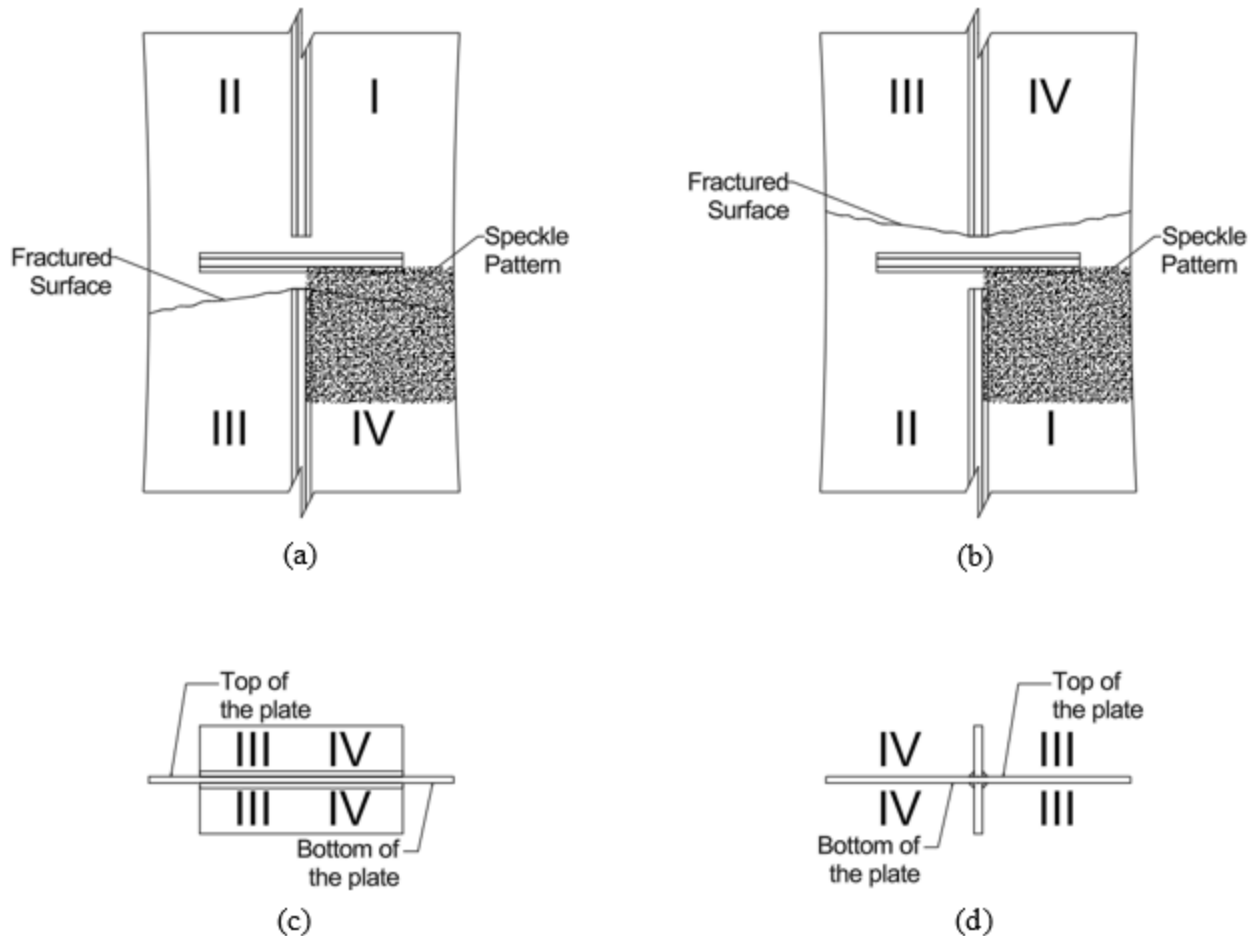 II I
Fractured
Surface
Speckle
Pattern
III IV
(a)
III IV
Fractured
Surface
Speckle
Pattern
II I
(b)
Top of
the plate
III IV
III IV
Bottom of
the plate
(c)
Top of
the plate
IV III
IV III
Bottom of
the plate
(d)